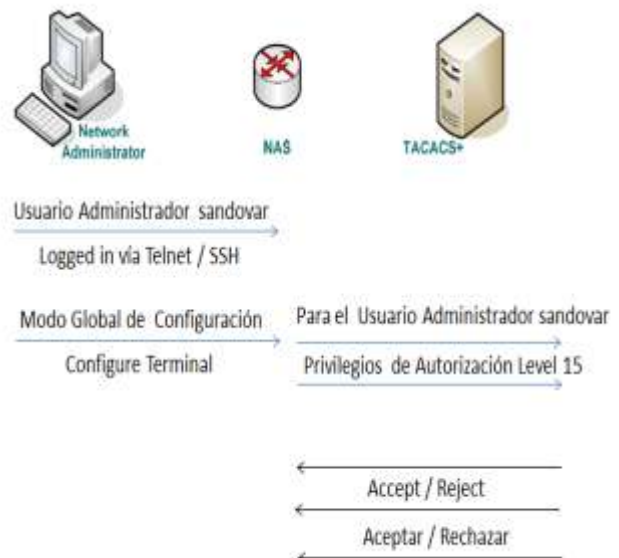 Network
Administrator
NAS
TACACS+
Usuario Administrador sandovar
Logged in vía Telnet / SSH
Modo Global de Configuración
Para el Usuario Administrador sandovar
Configure Terminal
Privilegios de Autorización Level 15
Accept / Reject
Aceptar / Rechazar